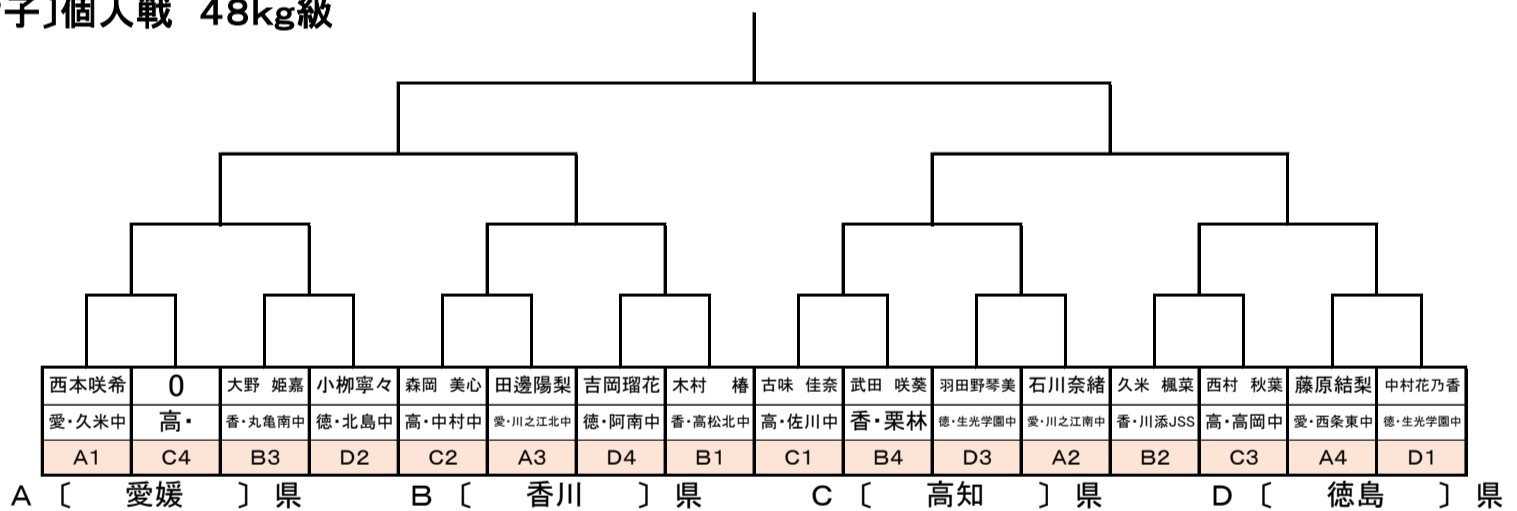 子〕個人戦 48kg級
西本咲希 0 大野 姫嘉 小栁寧々 森岡 美心 田邊陽梨 吉岡瑠花 木村 椿 古味 佳奈 武田 咲葵 羽田野琴美 石川奈緒 久米 楓菜 西村 秋葉 藤原結梨 中村花乃香
愛・久米中 高・ 香・丸亀南中 徳・北島中 高・中村中 愛・川之江北中 徳・阿南中 香・高松北中 高・佐川中 香・栗林 徳・生光学園中 愛・川之江南中 香・川添JSS 高・高岡中 愛・西条東中 徳・生光学園中
A1 C4 B3 D2 C2 A3 D4 B1 C1 B4 D3 A2 B2 C3 A4 D1
A 〔 愛媛 〕県 B 〔 香川 〕県 C 〔 高知 〕県 D 〔 徳島 〕県